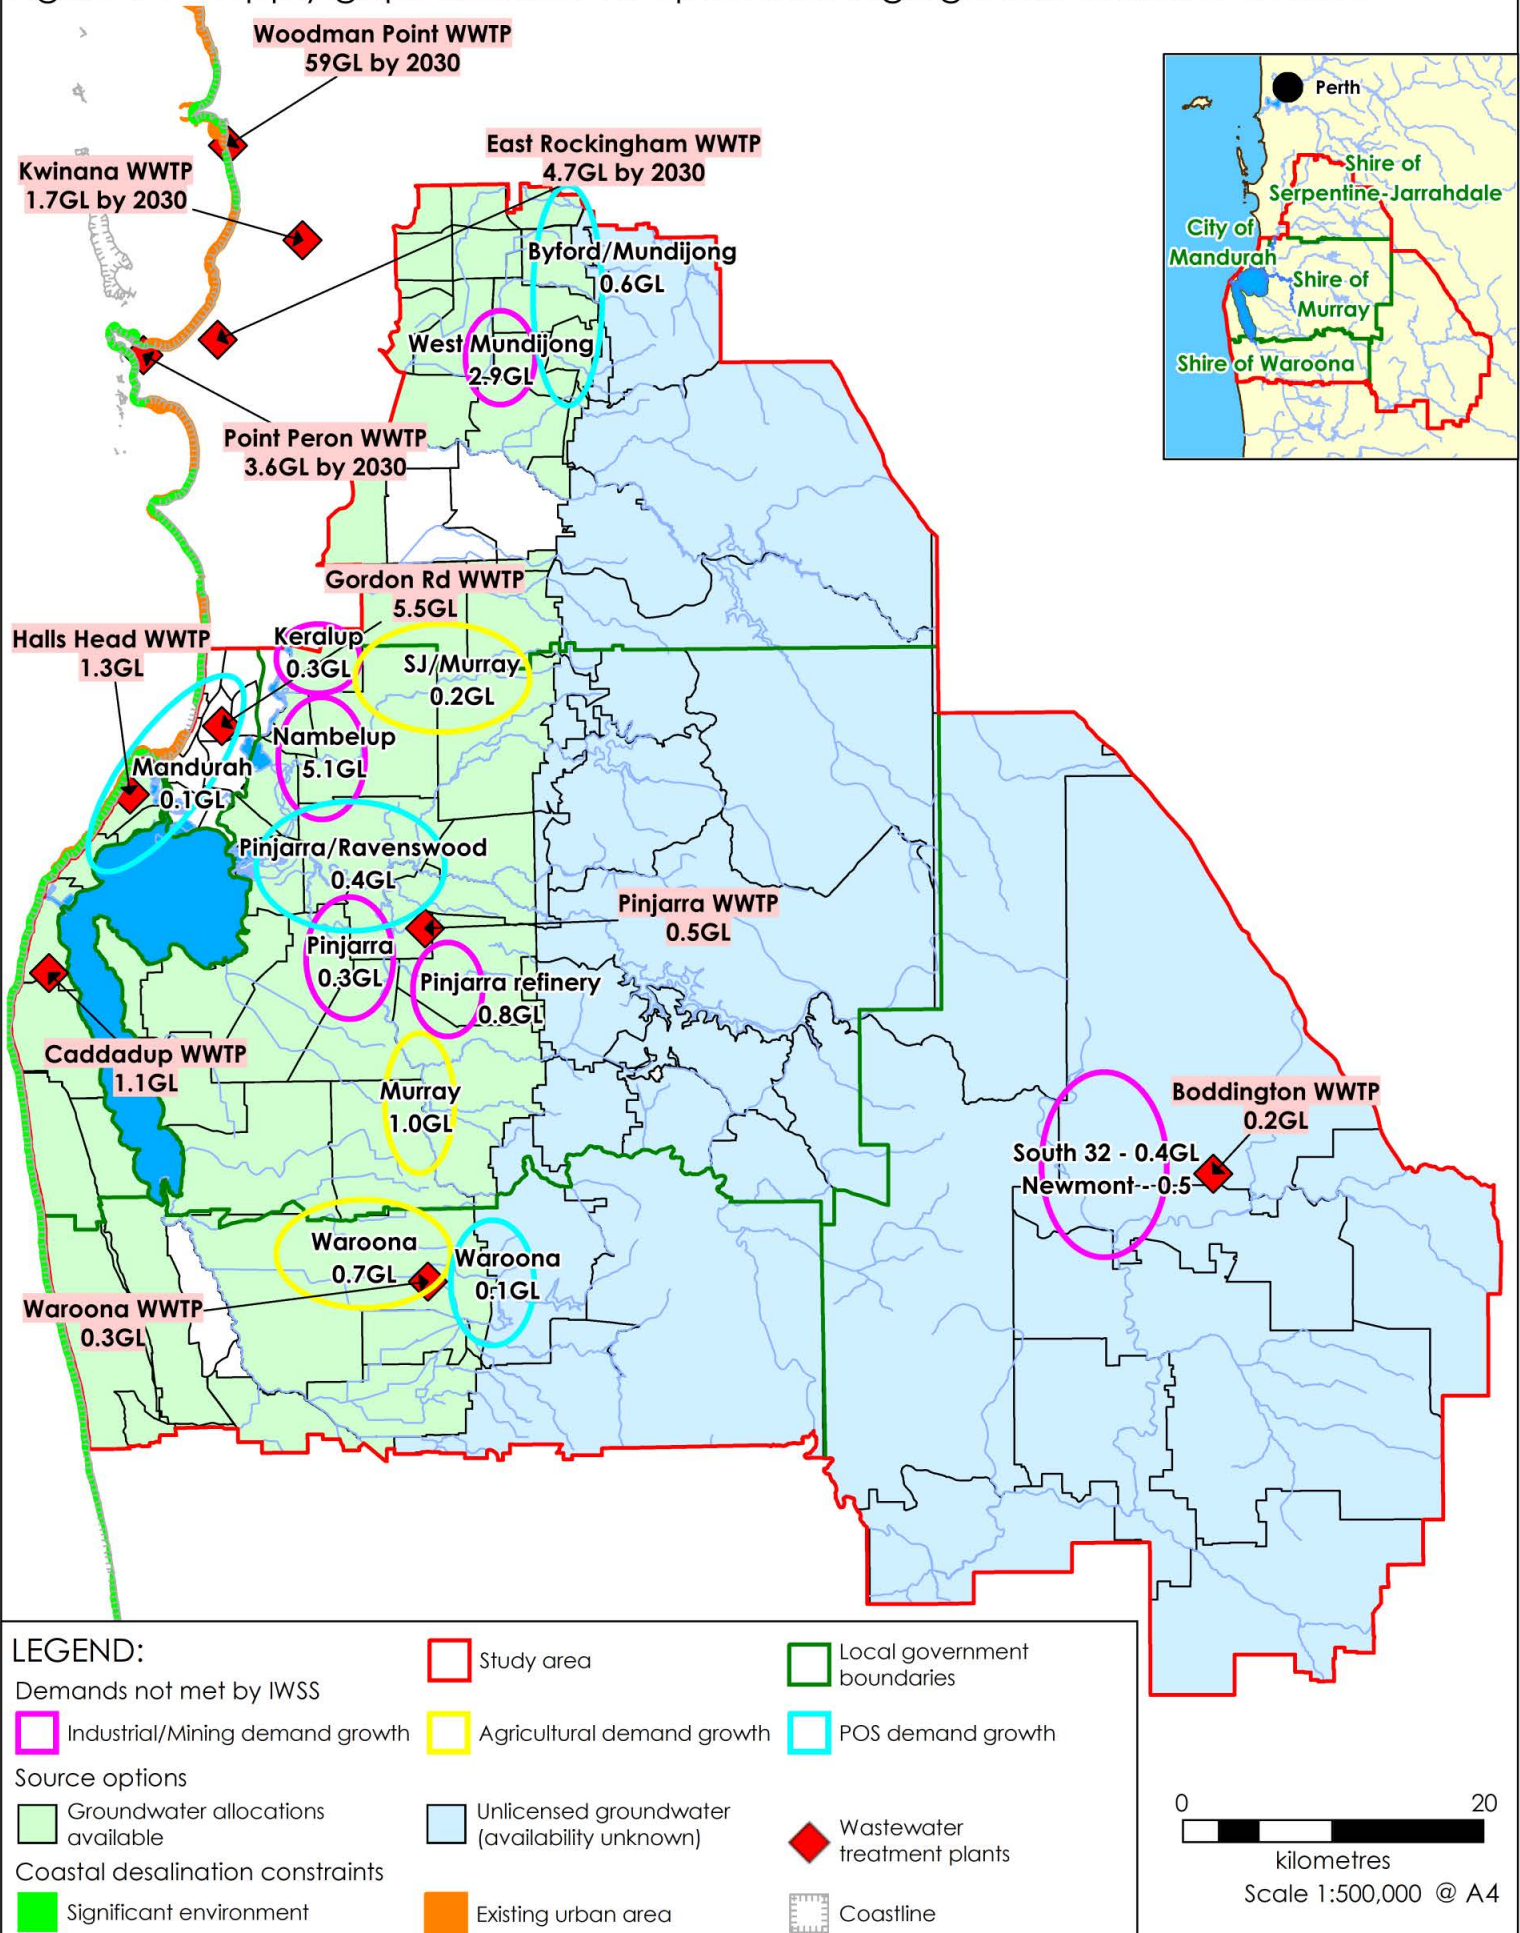 Woodman Point WWTP
59GL by 2030
Kwinana WWTP
1.7GL by 2030
East Rockingham WWTP
4.7GL by 2030
Byford/Mundijong
0.6GL
West Mundijong
2.9GL
Point Peron WWTP
3.6GL by 2030
Gordon Rd WWTP
5.5GL
Halls Head WWTP
1.3GL
Keralup
0.3GL
SJ/Murray
0.2GL
Nambelup
5.1GL
Mandurah
0.1GL
Pinjarra/Ravenswood
0.4GL
Pinjarra WWTP
0.5GL
Pinjarra
0.3GL
Pinjarra refinery
0.8GL
Caddadup WWTP
1.1GL
Murray
1.0GL
Boddington WWTP
0.2GL
South 32 - 0.4GL
Newmont - 0.5
Waroona
0.7GL
Waroona
0.1GL
Waroona WWTP
0.3GL
Perth
Shire of
Serpentine-Jarrahdale
City of
Mandurah
Shire of
Murray
Shire of Waroona
LEGEND:
Demands not met by IWSS
Study area
Local government
boundaries
Industrial/Mining demand growth
Agricultural demand growth
POS demand growth
Source options
Groundwater allocations
available
Unlicensed groundwater
(availability unknown)
Wastewater
treatment plants
Coastal desalination constraints
Significant environment
Existing urban area
Coastline
0 20
kilometres
Scale 1:500,000 @ A4